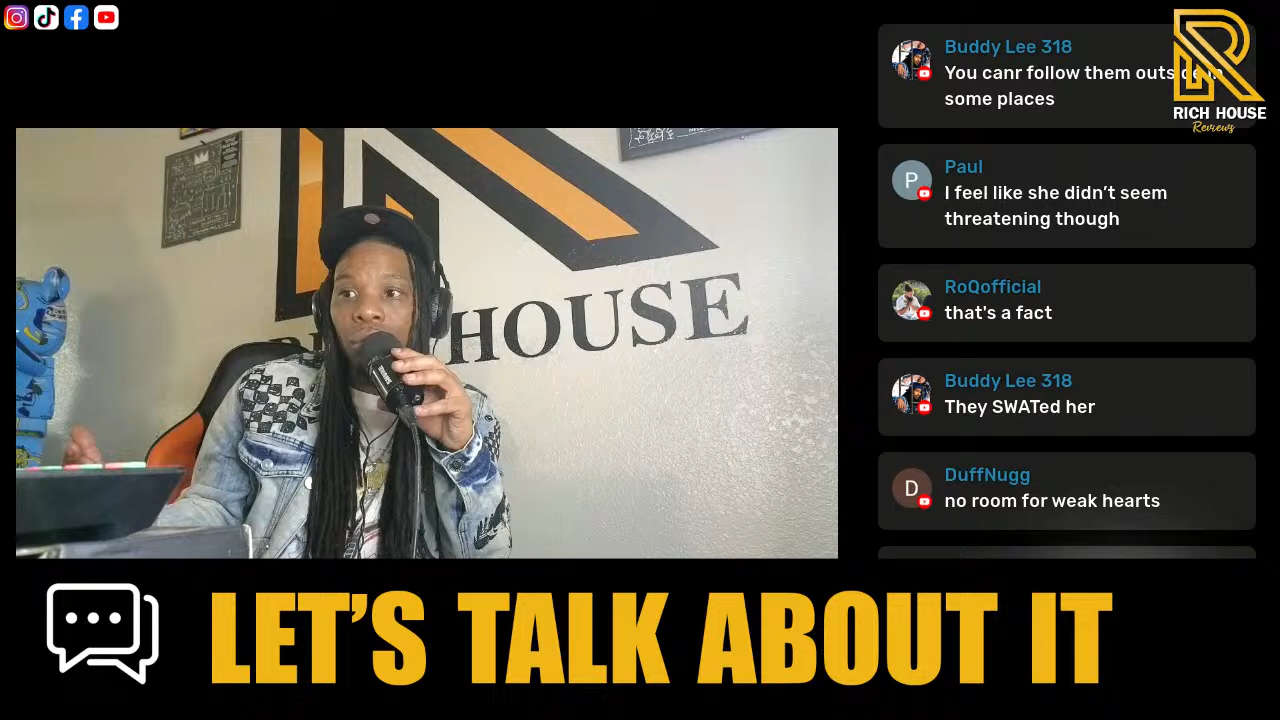 Buddy Lee 318
You canr follow them outside in
some places
RICH HOUSE
Reviews
Paul
P
I feel like she didn’t seem
threatening though
RoQofficial
that's a fact
Buddy Lee 318
They SWATed her
DuffNugg
D
no room for weak hearts
HOUSE
LET’S TALK ABOUT IT